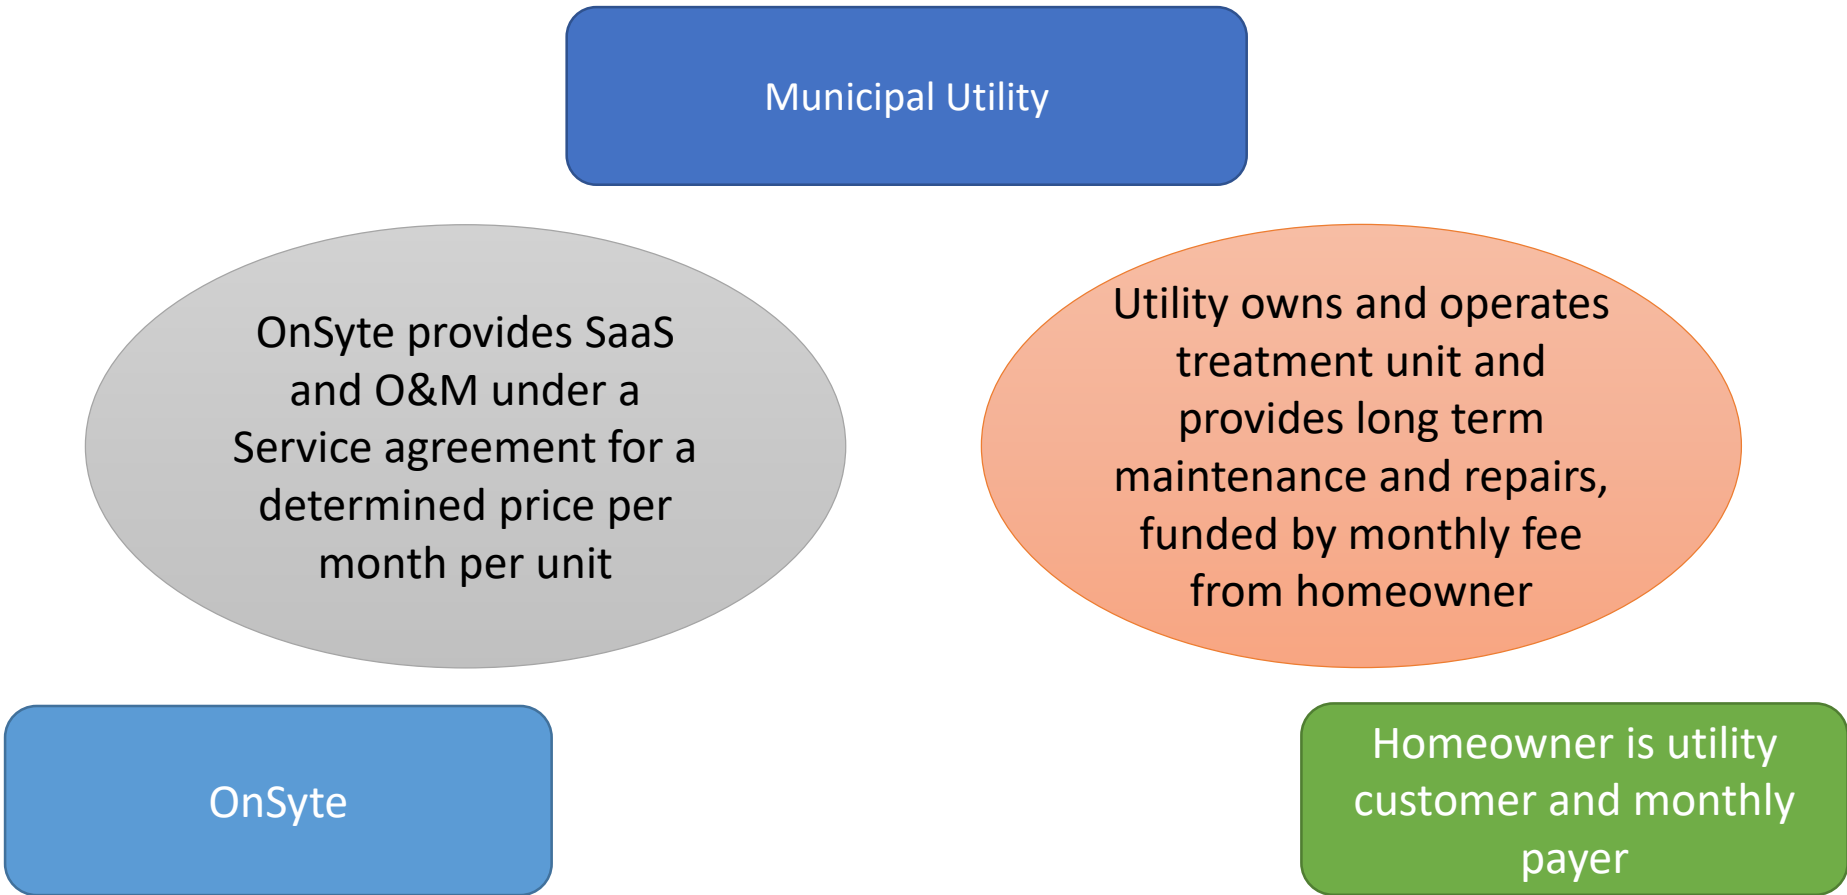 Municipal Utility
OnSyte provides SaaS
and O&M under a
Service agreement for a
determined price per
month per unit
Utility owns and operates
treatment unit and
provides long term
maintenance and repairs,
funded by monthly fee
from homeowner
OnSyte
Homeowner is utility
customer and monthly
payer